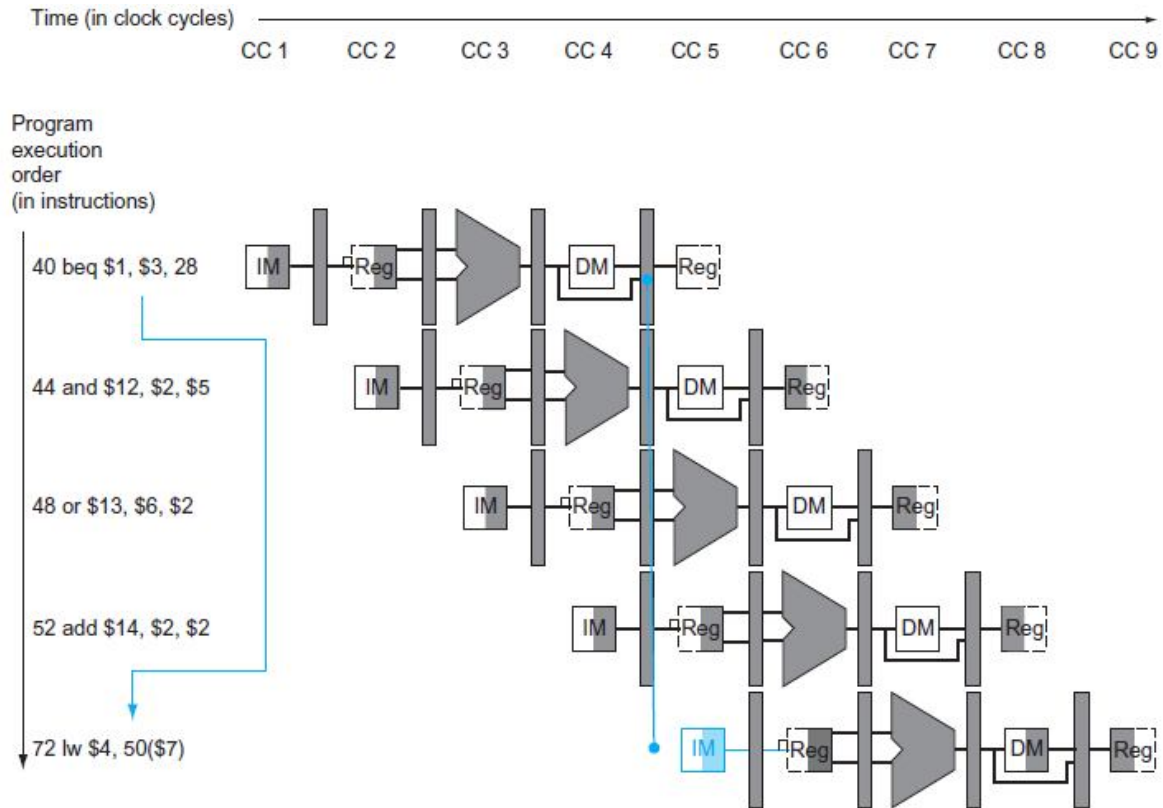 Time (in clock cycles)
CC 1 CC 2 CC 3 CC 4 CC 5 CC 6 CC 7 CC 8 CC 9
Program
execution
order
(in instructions)
40 beq $1, $3, 28 IM Reg DM Reg
44 and $12, $2, $5 IM Reg DM Reg
48 or $13, $6, $2 IM Reg DM Reg
52 add $14, $2, $2 IM Reg DM Reg
72 lw $4, 50($7) IM Reg DM Reg